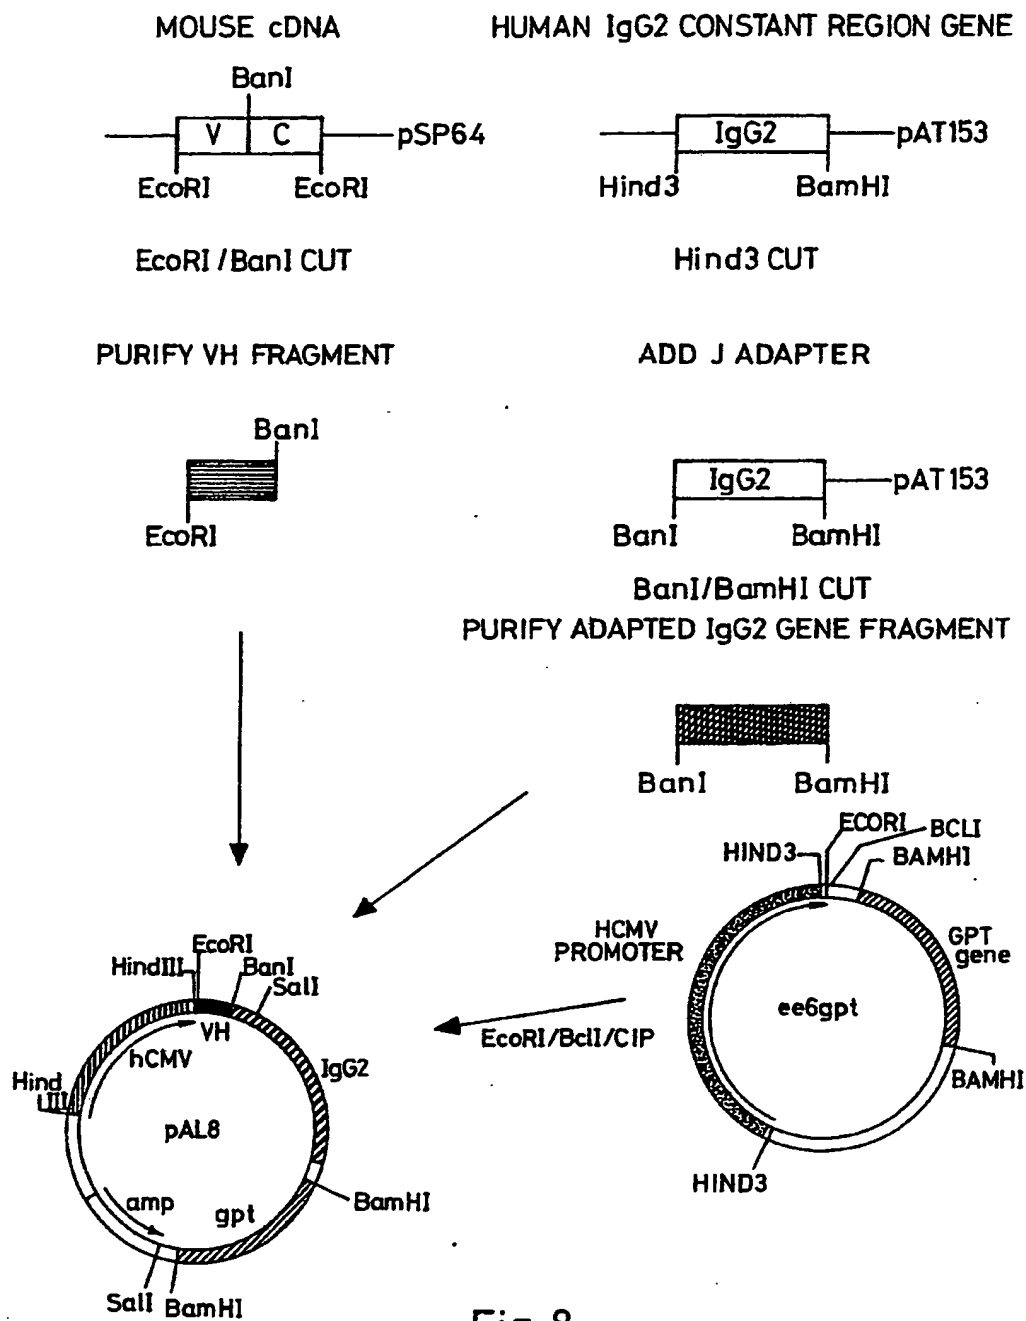 MOUSE cDNA
HUMAN IgG2 CONSTANT REGION GENE
BanI
V
C
pSP64
EcoRI
EcoRI
IgG2
pAT153
Hind3
BamHI
EcoRI/BanI CUT
Hind3 CUT
PURIFY VH FRAGMENT
ADD J ADAPTER
BanI
EcoRI
IgG2
pAT153
BanI
BamHI
BanI/BamHI CUT
PURIFY ADAPTED IgG2 GENE FRAGMENT
BanI
BamHI
ECORI
BCLI
HIND3
BAMHI
HCMV
PROMOTER
GPT
gene
ee6gpt
BAMHI
HIND3
EcoRI/BclI/CIP
EcoRI
HindIII
BanI
SalI
VH
hCMV
IgG2
Hind
III
pAL8
amp
gpt
BamHI
SalI
BamHI
Fig 8